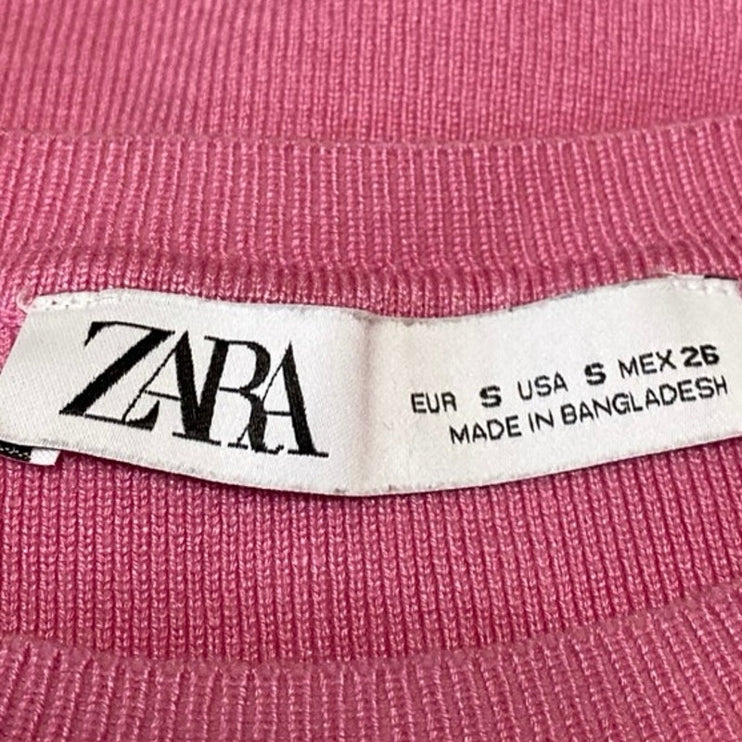 ZARA
EUR S USA S MEX 26
MADE IN BANGLADESH